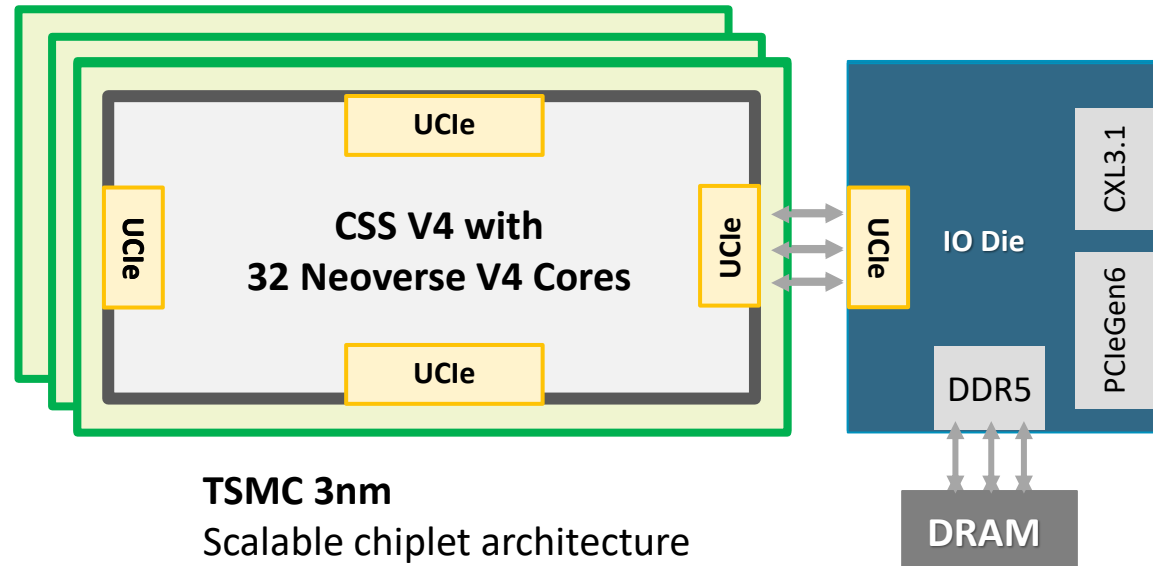 UCIe
UCIe
CSS V4 with
32 Neoverse V4 Cores
UCIe
UCIe
UCIe
IO Die
CXL3.1
PCIeGen6
DDR5
DRAM
TSMC 3nm
Scalable chiplet architecture